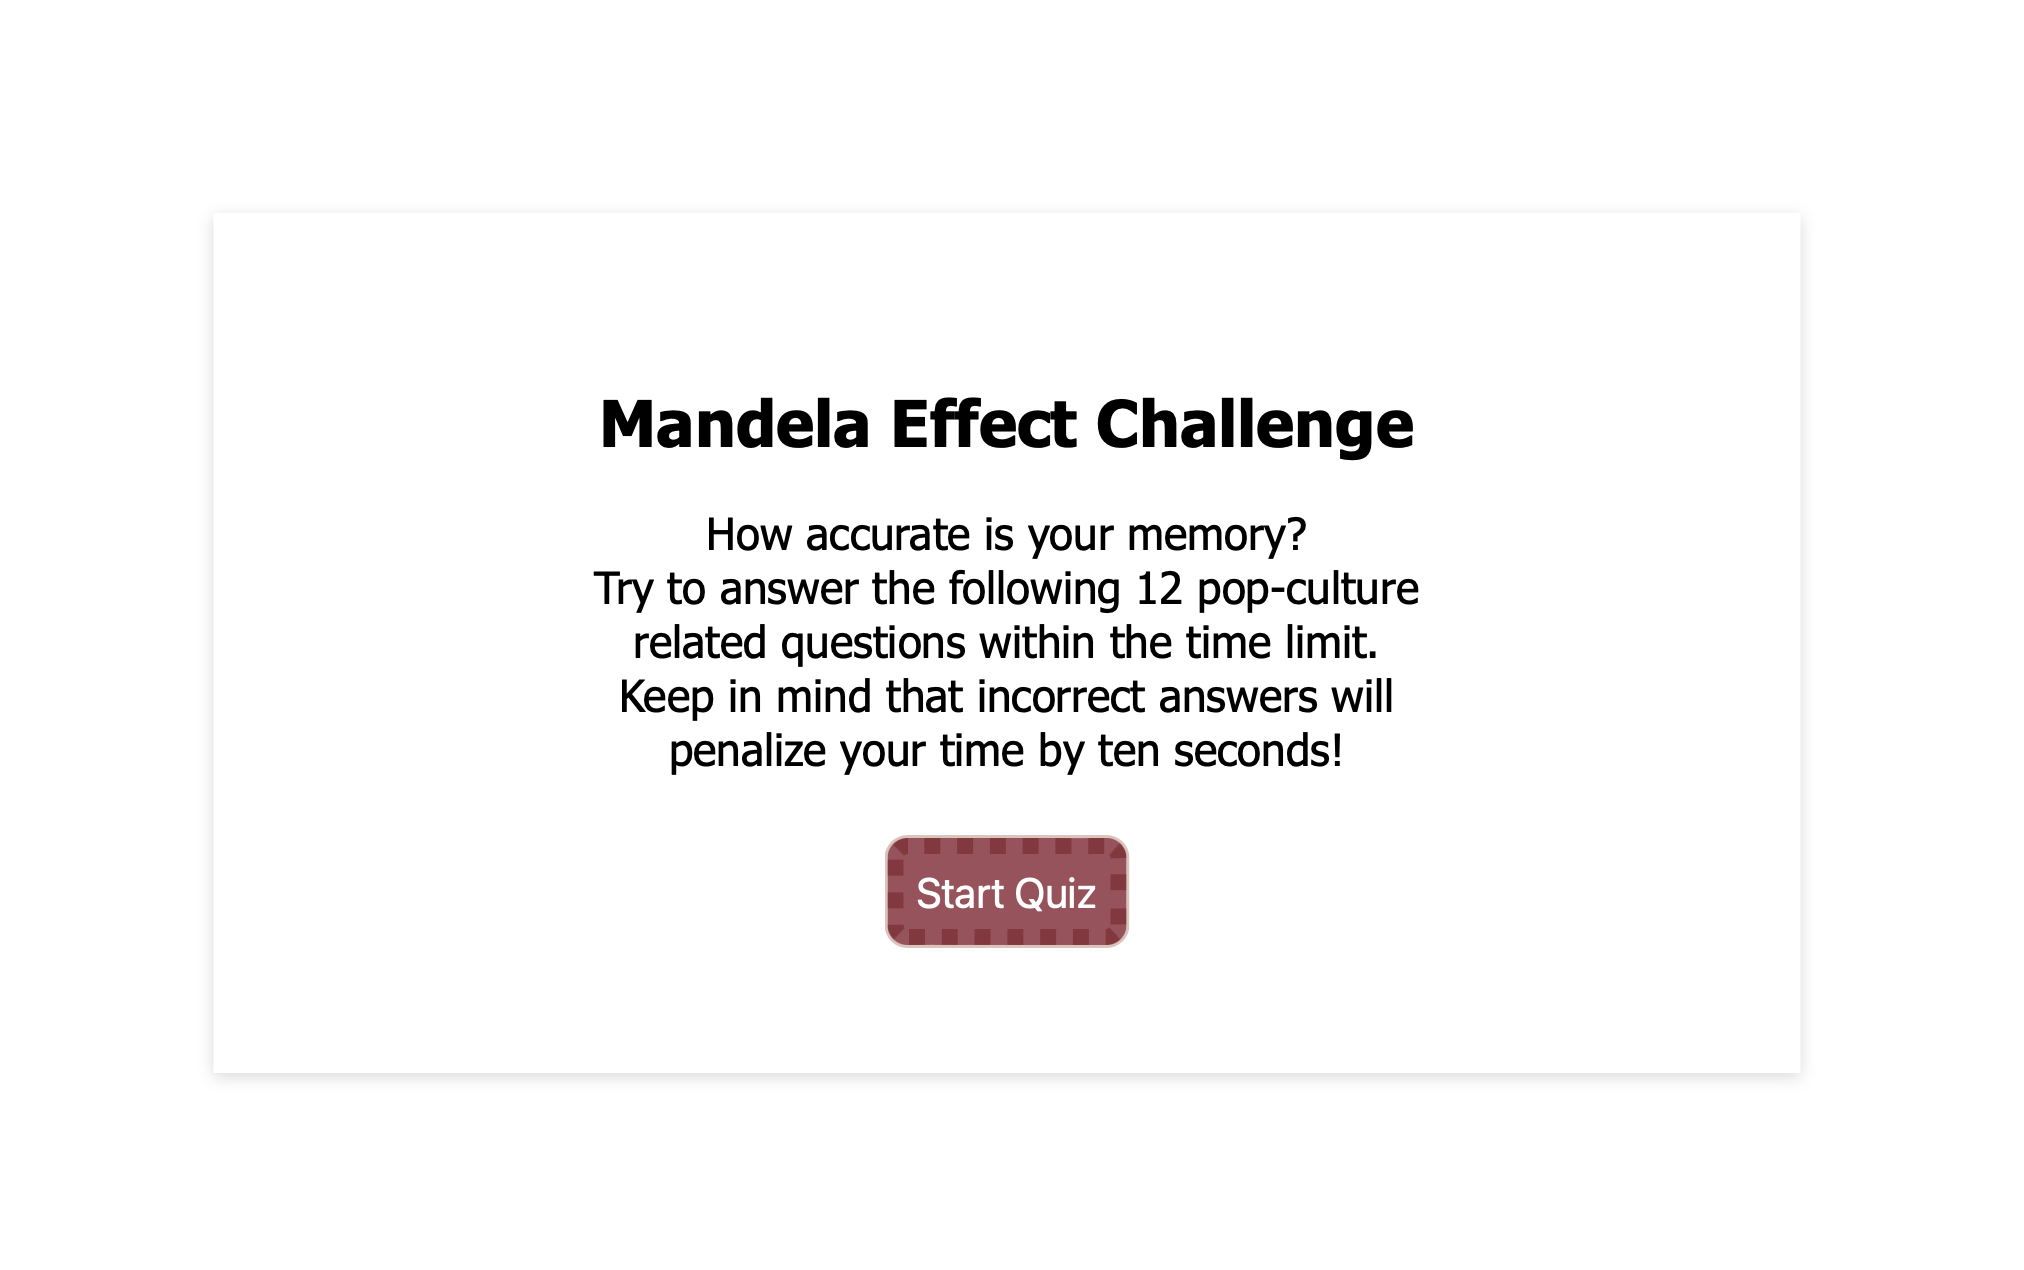 Mandela Effect Challenge
How accurate is your memory?
Try to answer the following 12 pop-culture
related questions within the time limit.
Keep in mind that incorrect answers will
penalize your time by ten seconds!
Start Quiz